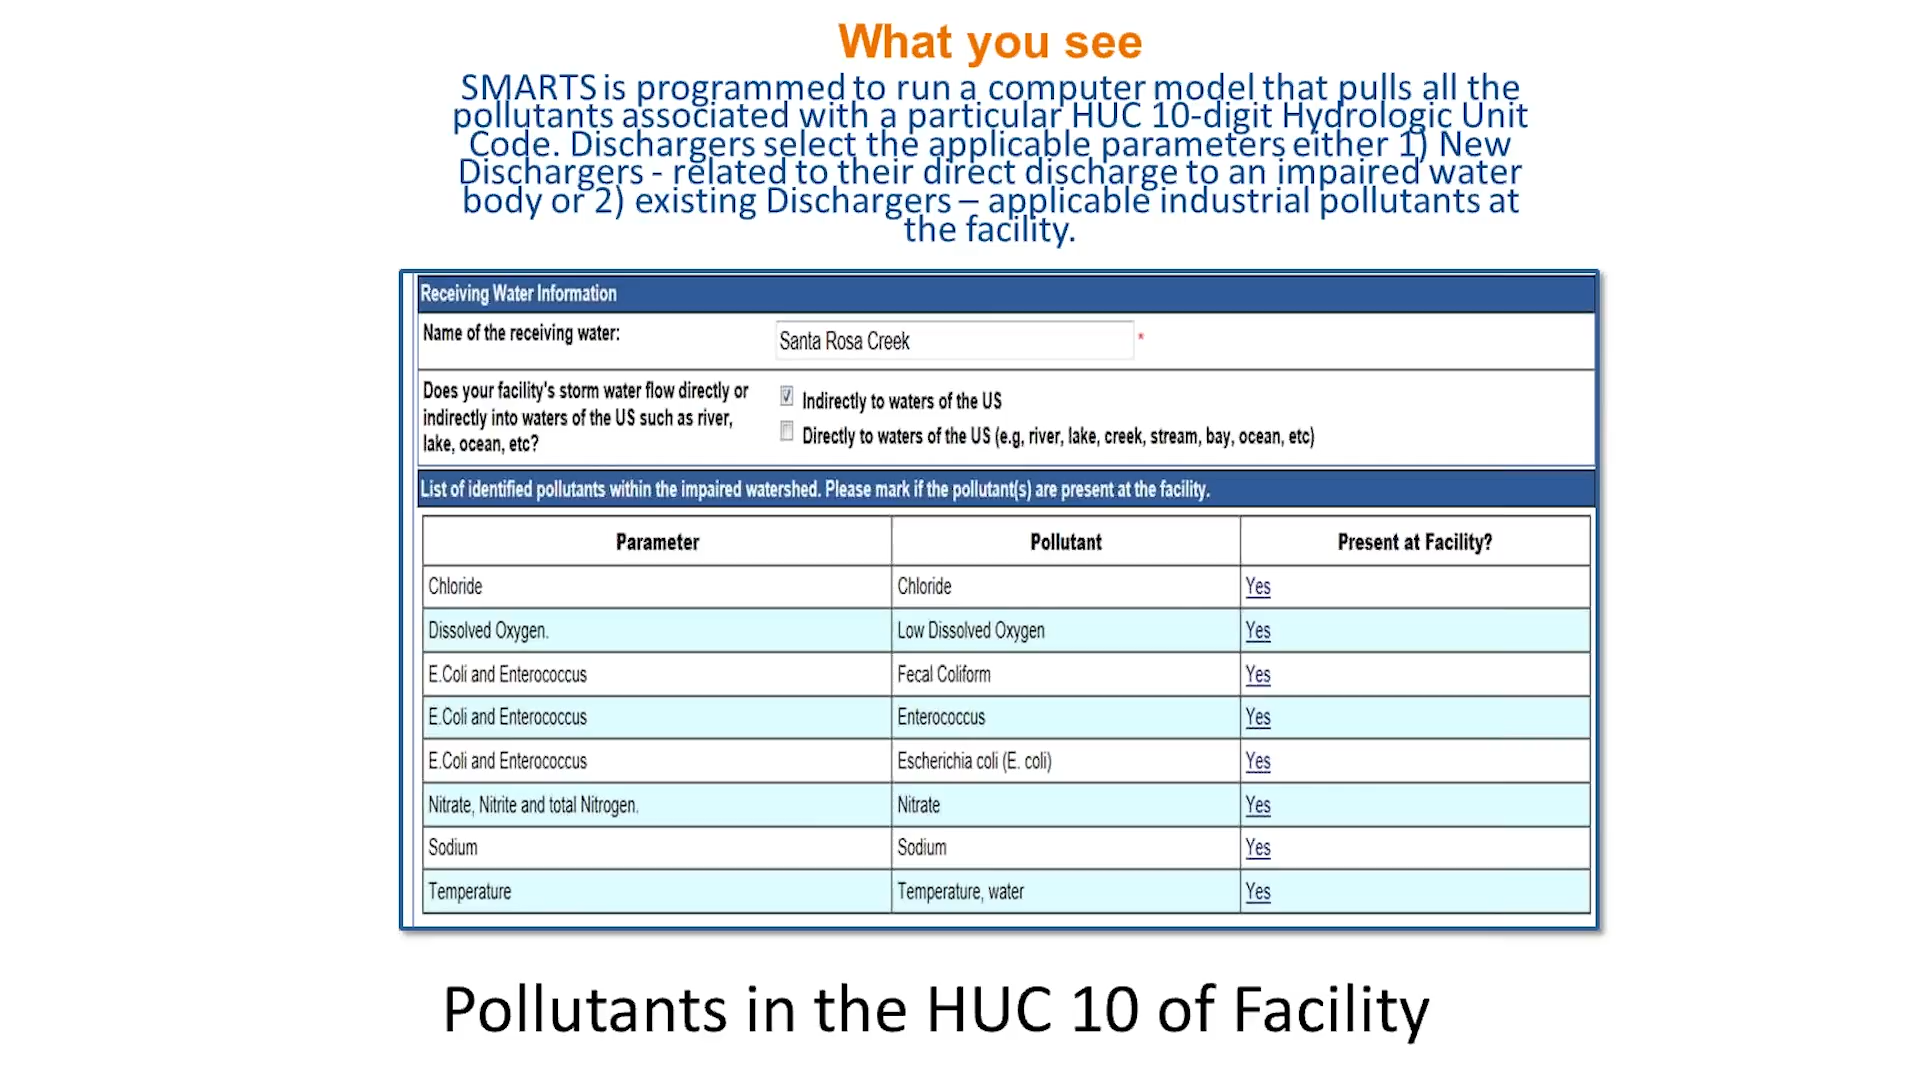 What you see
SMARTS is programmed to run a computer model that pulls all the
pollutants associated with a particular HUC 10-digit Hydrologic Unit
Code. Dischargers select the applicable parameters either 1) New
Dischargers - related to their direct discharge to an impaired water
body or 2) existing Dischargers – applicable industrial pollutants at
the facility.
Receiving Water Information
Name of the receiving water: Santa Rosa Creek *
Does your facility's storm water flow directly or
indirectly into waters of the US such as river,
lake, ocean, etc?
Indirectly to waters of the US
Directly to waters of the US (e.g, river, lake, creek, stream, bay, ocean, etc)
List of identified pollutants within the impaired watershed. Please mark if the pollutant(s) are present at the facility.
Parameter Pollutant Present at Facility?
Chloride Chloride Yes
Dissolved Oxygen. Low Dissolved Oxygen Yes
E.Coli and Enterococcus Fecal Coliform Yes
E.Coli and Enterococcus Enterococcus Yes
E.Coli and Enterococcus Escherichia coli (E. coli) Yes
Nitrate, Nitrite and total Nitrogen. Nitrate Yes
Sodium Sodium Yes
Temperature Temperature, water Yes
Pollutants in the HUC 10 of Facility